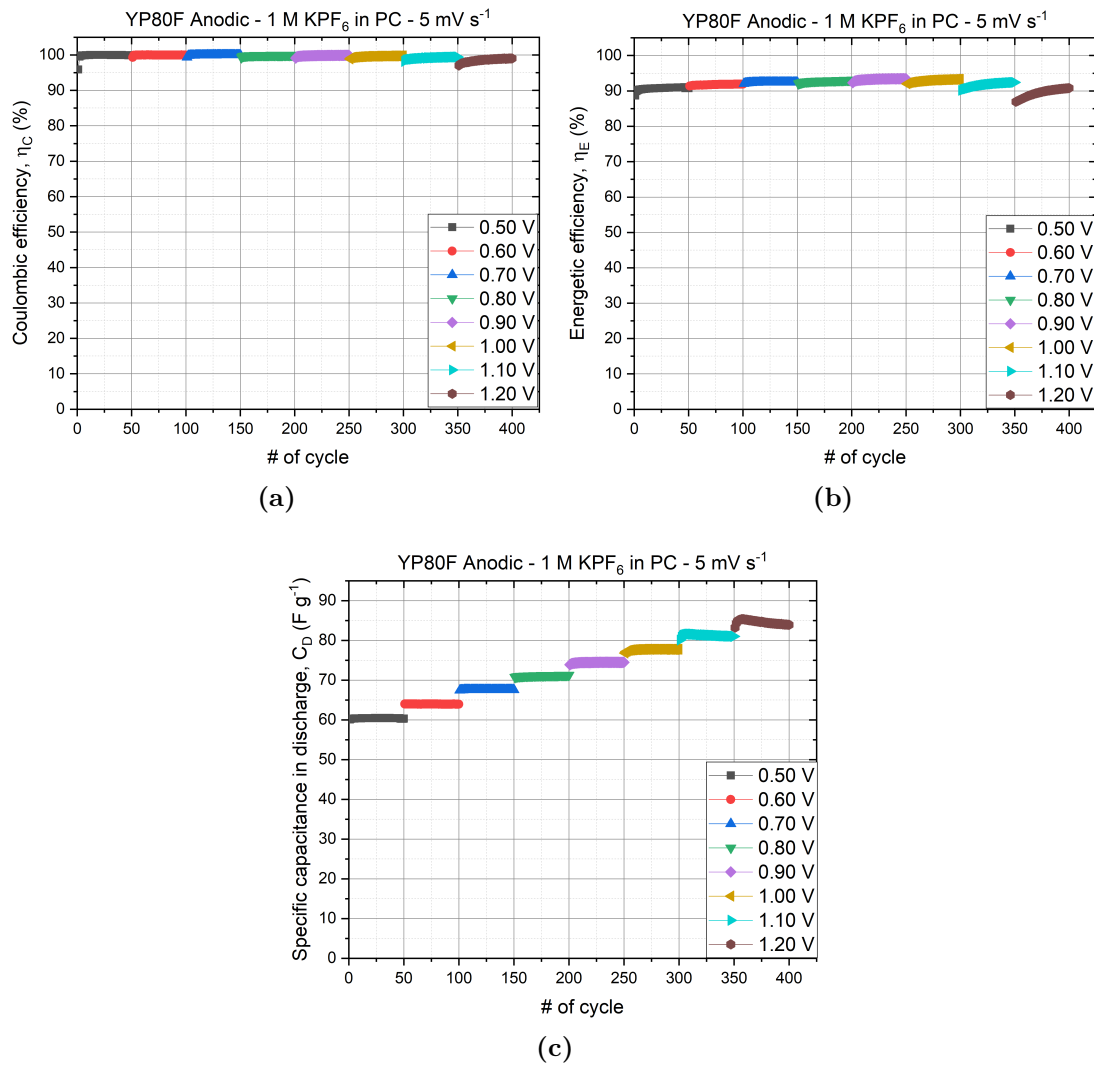 YP80F Anodic - 1 M KPF₆ in PC - 5 mV s⁻¹
Coulombic efficiency, η_C (%)
100
90
80
70
60
50
40
30
20
10
0
0.50 V
0.60 V
0.70 V
0.80 V
0.90 V
1.00 V
1.10 V
1.20 V
0 50 100 150 200 250 300 350 400
# of cycle
(a)
YP80F Anodic - 1 M KPF₆ in PC - 5 mV s⁻¹
Energetic efficiency, η_E (%)
100
90
80
70
60
50
40
30
20
10
0
0.50 V
0.60 V
0.70 V
0.80 V
0.90 V
1.00 V
1.10 V
1.20 V
0 50 100 150 200 250 300 350 400
# of cycle
(b)
YP80F Anodic - 1 M KPF₆ in PC - 5 mV s⁻¹
Specific capacitance in discharge, C_D (F g⁻¹)
90
80
70
60
50
40
30
20
10
0
0.50 V
0.60 V
0.70 V
0.80 V
0.90 V
1.00 V
1.10 V
1.20 V
0 50 100 150 200 250 300 350 400
# of cycle
(c)